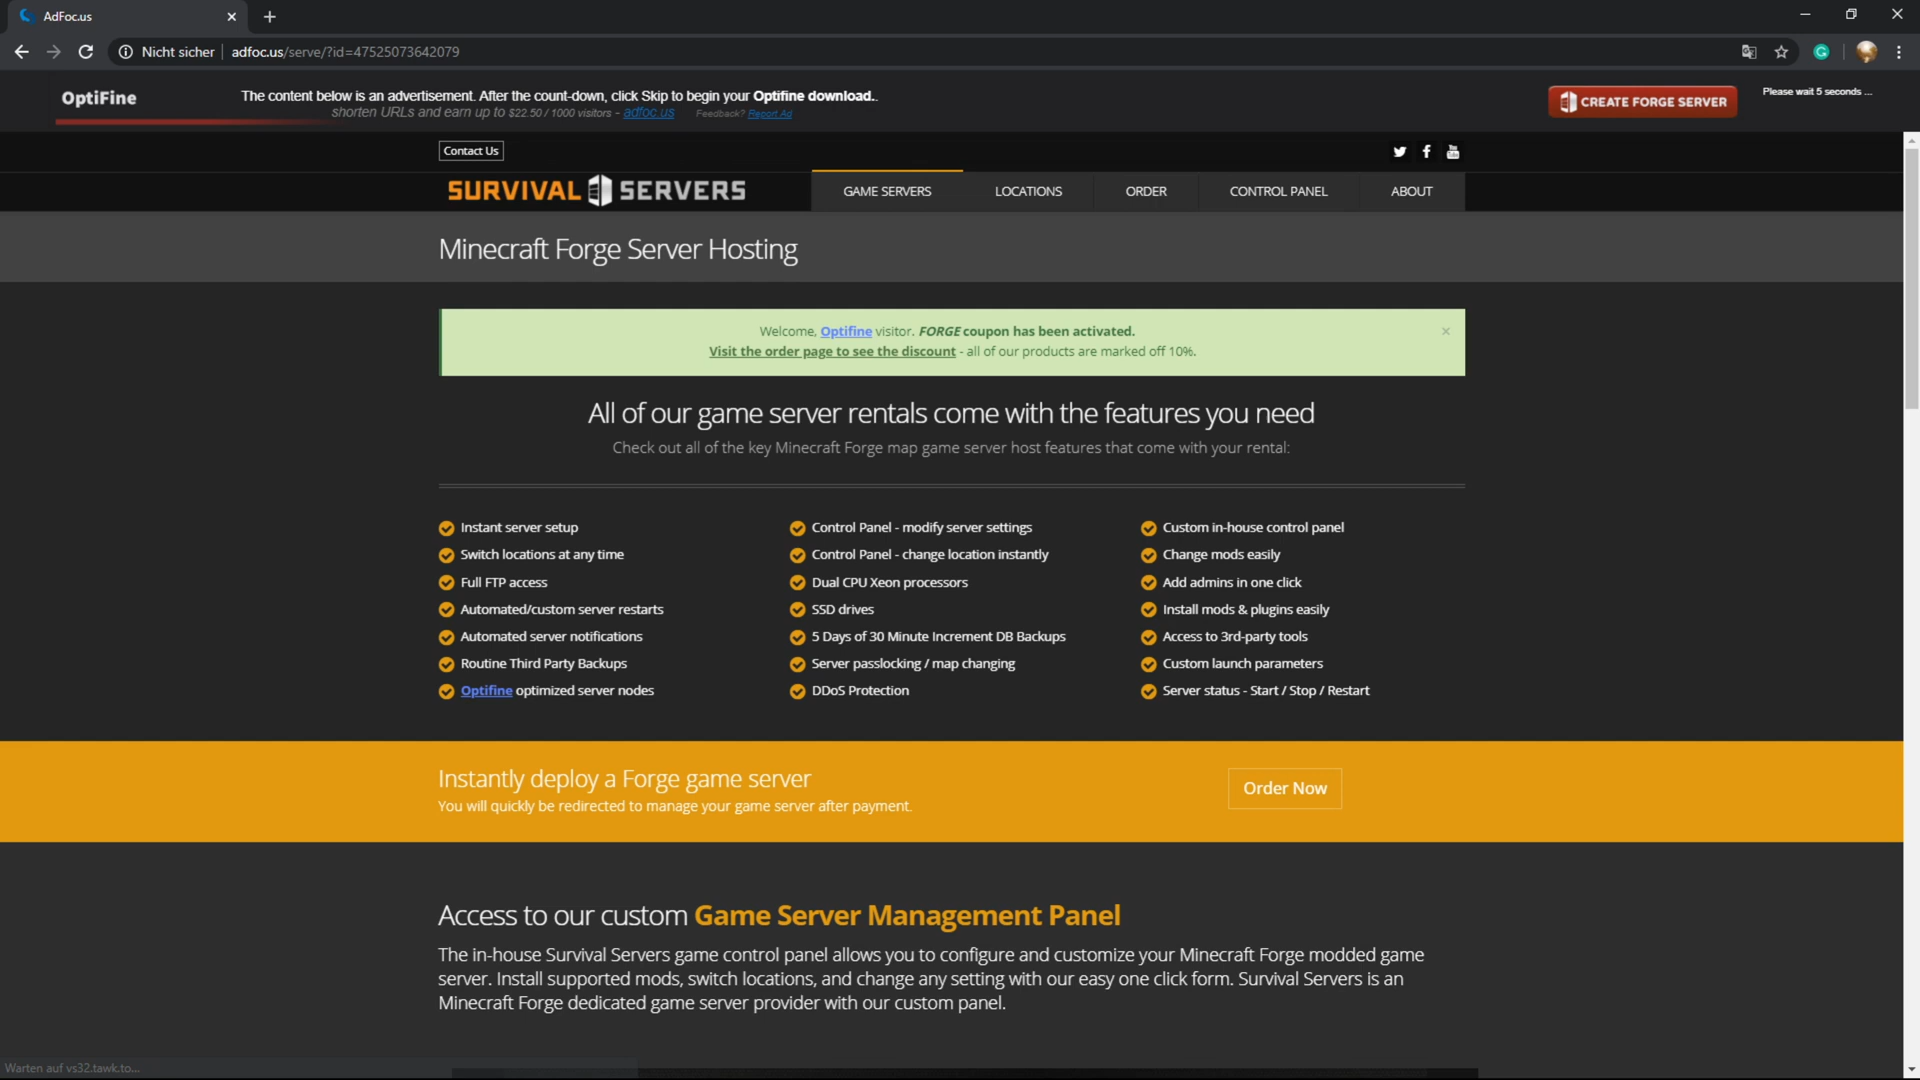 AdFoc.us
Nicht sicher adfoc.us/serve/?id=47525073642079
OptiFine
The content below is an advertisement. After the count-down, click Skip to begin your Optifine download..
shorten URLs and earn up to $22.50 / 1000 visitors - adfoc.us Feedback? Report Ad
CREATE FORGE SERVER
Please wait 5 seconds ...
Contact Us
SURVIVAL SERVERS
GAME SERVERS LOCATIONS ORDER CONTROL PANEL ABOUT
Minecraft Forge Server Hosting
Welcome, Optifine visitor. FORGE coupon has been activated.
Visit the order page to see the discount - all of our products are marked off 10%.
All of our game server rentals come with the features you need
Check out all of the key Minecraft Forge map game server host features that come with your rental:
Instant server setup
Switch locations at any time
Full FTP access
Automated/custom server restarts
Automated server notifications
Routine Third Party Backups
Optifine optimized server nodes
Control Panel - modify server settings
Control Panel - change location instantly
Dual CPU Xeon processors
SSD drives
5 Days of 30 Minute Increment DB Backups
Server passlocking / map changing
DDoS Protection
Custom in-house control panel
Change mods easily
Add admins in one click
Install mods & plugins easily
Access to 3rd-party tools
Custom launch parameters
Server status - Start / Stop / Restart
Instantly deploy a Forge game server
You will quickly be redirected to manage your game server after payment.
Order Now
Access to our custom Game Server Management Panel
The in-house Survival Servers game control panel allows you to configure and customize your Minecraft Forge modded game
server. Install supported mods, switch locations, and change any setting with our easy one click form. Survival Servers is an
Minecraft Forge dedicated game server provider with our custom panel.
Warten auf vs32.tawk.to...